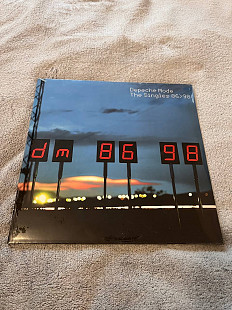 Depeche Mode
The Singles 86>98
dm 86 98